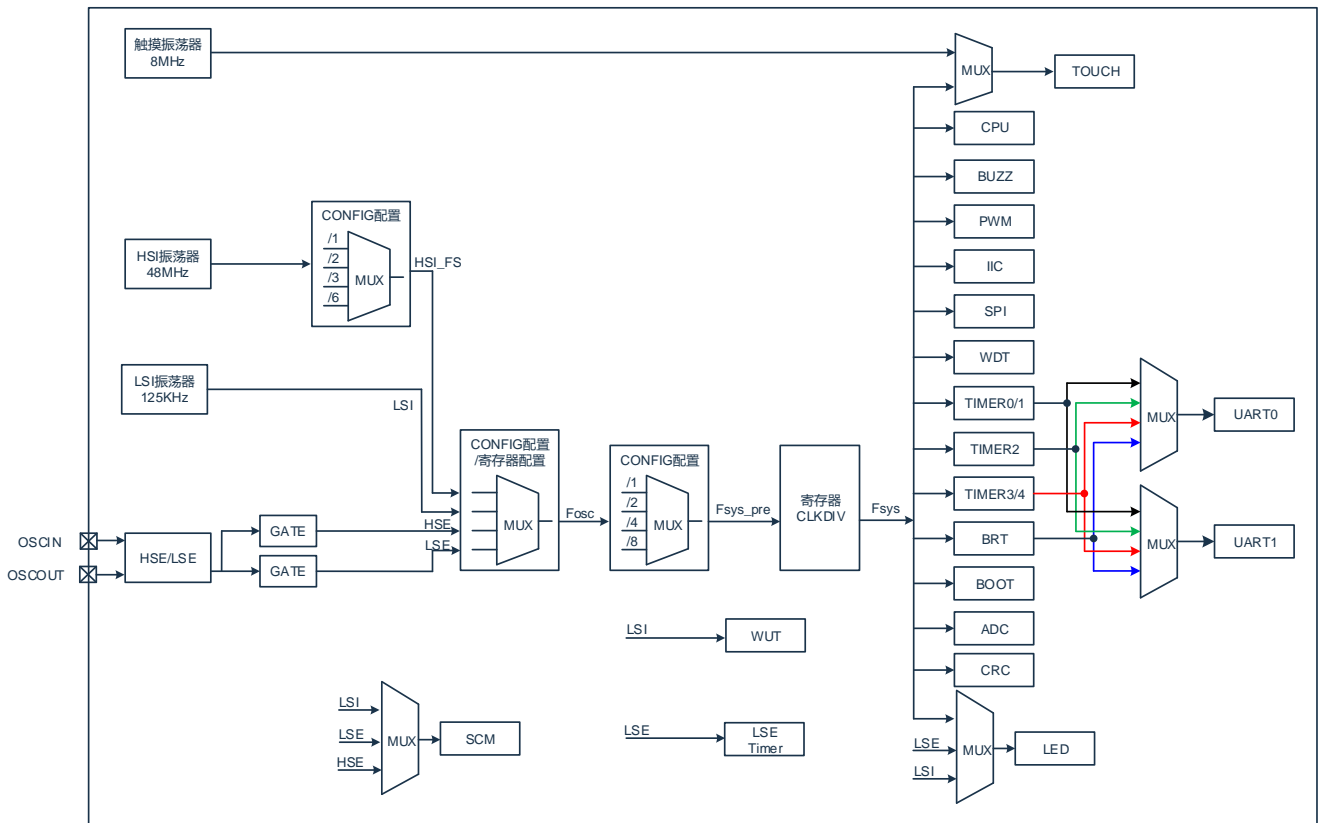 触摸振荡器
8MHz
MUX
TOUCH
CPU
BUZZ
PWM
IIC
SPI
WDT
TIMER0/1
TIMER2
TIMER3/4
BRT
BOOT
ADC
CRC
HSI振荡器
48MHz
CONFIG配置
/1
/2
/3
/6
MUX
HSI_FS
LSI振荡器
125KHz
LSI
OSCIN
OSCOUT
HSE/LSE
GATE
GATE
HSE
LSE
CONFIG配置
/寄存器配置
MUX
Fosc
CONFIG配置
/1
/2
/4
/8
MUX
Fsys_pre
寄存器
CLKDIV
Fsys
MUX
UART0
MUX
UART1
LSI
WUT
LSI
LSE
HSE
MUX
SCM
LSE
LSE
Timer
LSE
LSI
MUX
LED